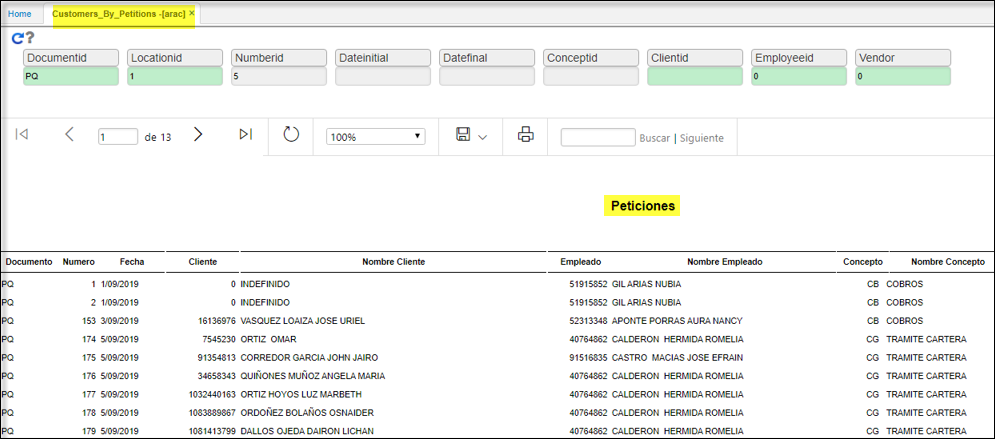 Home Customers_By_Petitions -[arac] ×
?
Documentid Locationid Numberid Dateinitial Datefinal Conceptid Clientid Employeeid Vendor
PQ 1 5 0 0
1 de 13 100% Buscar | Siguiente
Peticiones
Documento Numero Fecha Cliente Nombre Cliente Empleado Nombre Empleado Concepto Nombre Concepto
PQ 1 1/09/2019 0 INDEFINIDO 51915852 GIL ARIAS NUBIA CB COBROS
PQ 2 1/09/2019 0 INDEFINIDO 51915852 GIL ARIAS NUBIA CB COBROS
PQ 153 3/09/2019 16136976 VASQUEZ LOAIZA JOSE URIEL 52313348 APONTE PORRAS AURA NANCY CB COBROS
PQ 174 5/09/2019 7545230 ORTIZ OMAR 40764862 CALDERON HERMIDA ROMELIA CG TRAMITE CARTERA
PQ 175 5/09/2019 91354813 CORREDOR GARCIA JOHN JAIRO 91516835 CASTRO MACIAS JOSE EFRAIN CG TRAMITE CARTERA
PQ 176 5/09/2019 34658343 QUIÑONES MUÑOZ ANGELA MARIA 40764862 CALDERON HERMIDA ROMELIA CG TRAMITE CARTERA
PQ 177 5/09/2019 1032440163 ORTIZ HOYOS LUZ MARBETH 40764862 CALDERON HERMIDA ROMELIA CG TRAMITE CARTERA
PQ 178 5/09/2019 1083889867 ORDOÑEZ BOLAÑOS OSNAIDER 40764862 CALDERON HERMIDA ROMELIA CG TRAMITE CARTERA
PQ 179 5/09/2019 1081413799 DALLOS OJEDA DAIRON LICHAN 40764862 CALDERON HERMIDA ROMELIA CG TRAMITE CARTERA